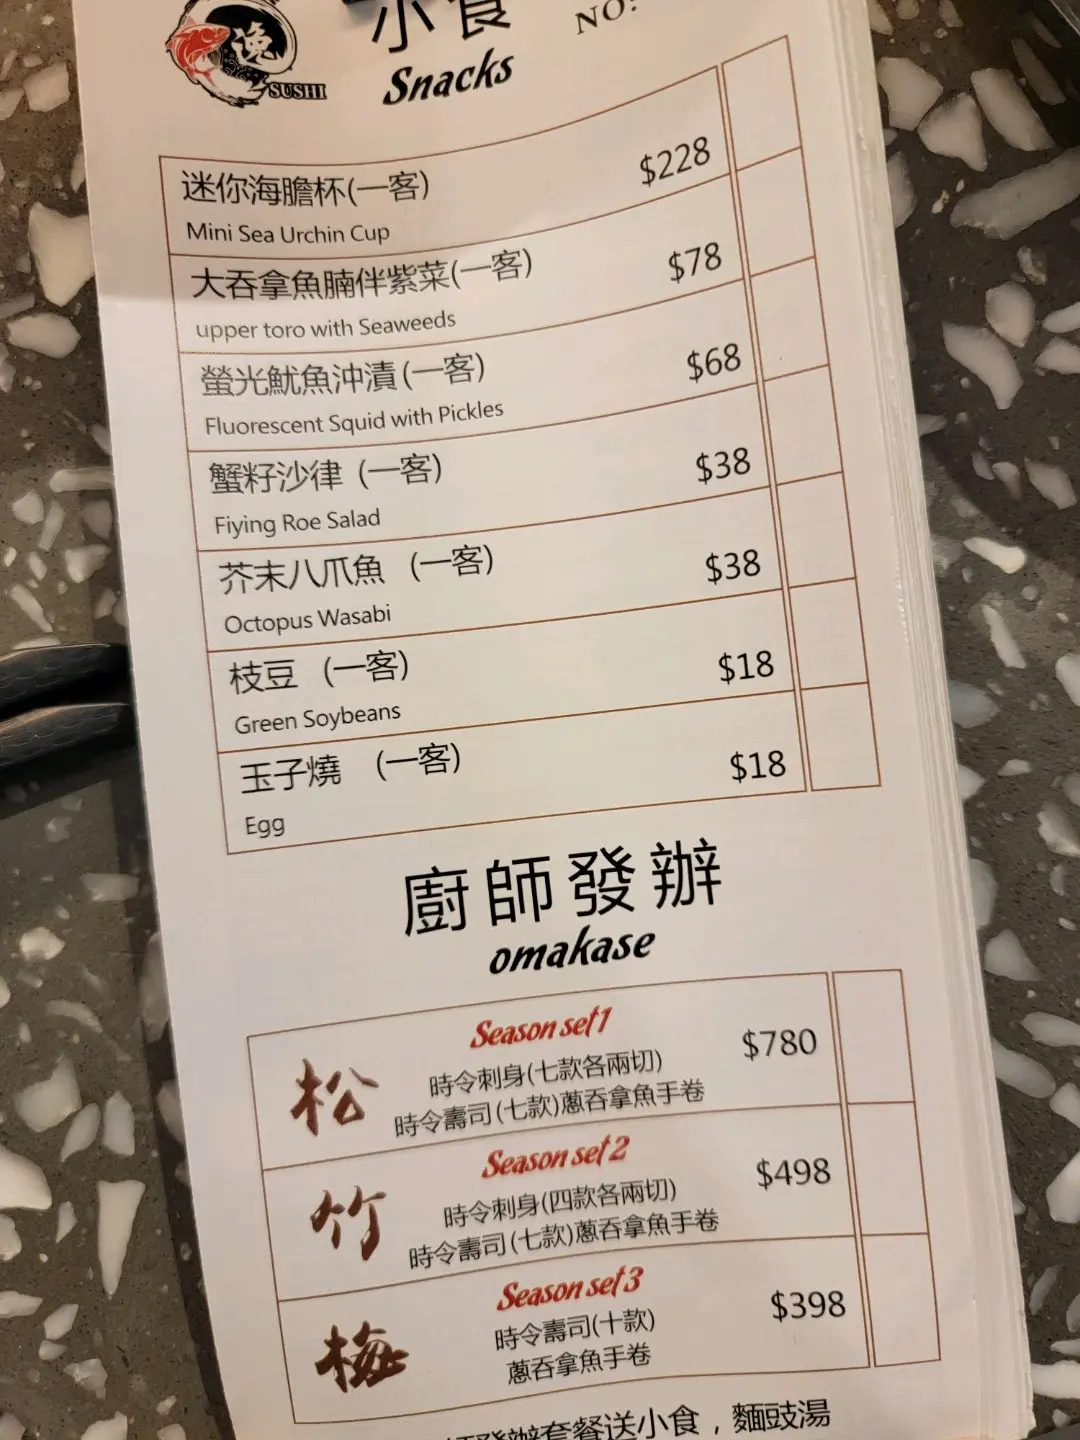 漁
SUSHI
小食
NO:
Snacks
迷你海膽杯(一客)
$228
Mini Sea Urchin Cup
大吞拿魚腩伴紫菜(一客)
$78
upper toro with Seaweeds
螢光魷魚沖漬(一客)
$68
Fluorescent Squid with Pickles
蟹籽沙律 (一客)
$38
Fiying Roe Salad
芥末八爪魚 (一客)
$38
Octopus Wasabi
枝豆 (一客)
$18
Green Soybeans
玉子燒 (一客)
$18
Egg
廚師發辦
omakase
Season set1
松
$780
時令刺身(七款各兩切)
時令壽司(七款)蔥吞拿魚手卷
Season set2
竹
$498
時令刺身(四款各兩切)
時令壽司(七款)蔥吞拿魚手卷
Season set3
梅
$398
時令壽司(十款)
蔥吞拿魚手卷
發辦套餐送小食，麵豉湯